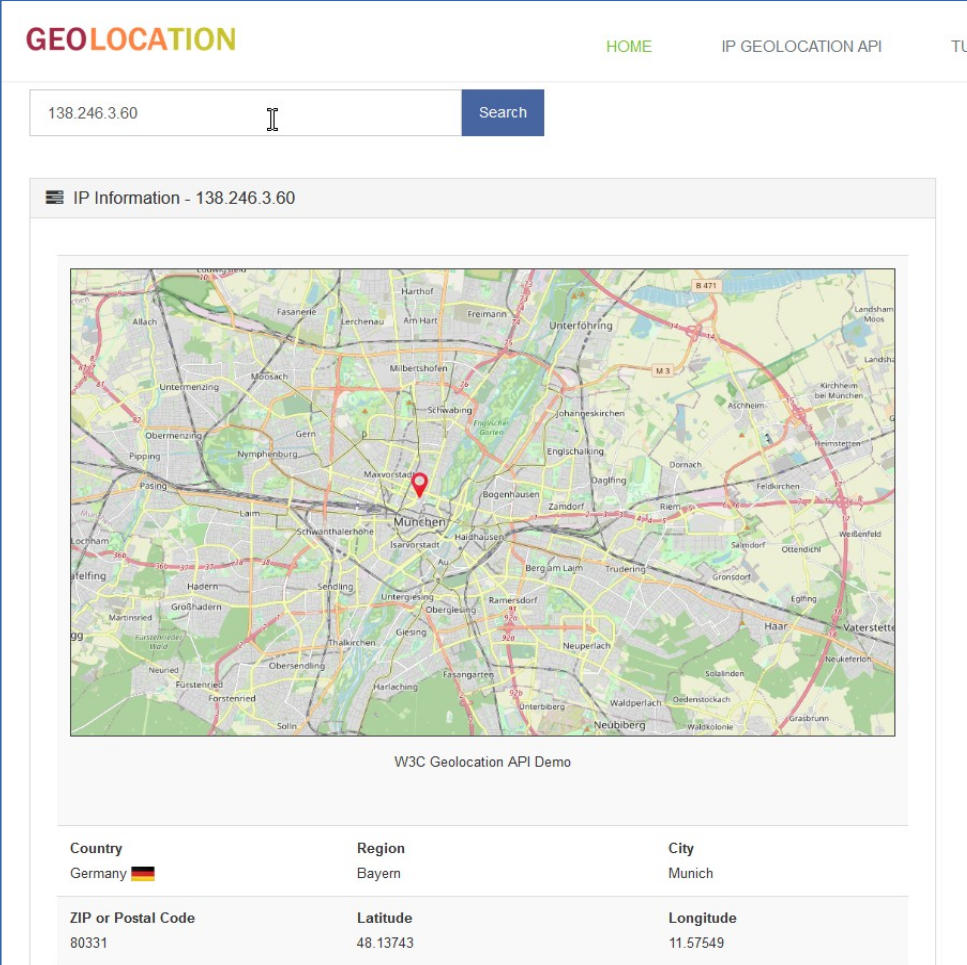 GEOLOCATION
HOME
IP GEOLOCATION API
TU
138.246.3.60
Search
IP Information - 138.246.3.60
10
Harthof
B 471
Fasanerie
Freimann
Landsham
Moos
Allach
Lerchenau
Am Hart
Unterföhring
14
M 3
Milbertshofen
Moosach
Untermenzing
Kirchheim
bei München
Schwabing
Aschheim
Johanneskirchen
Englischer
Garten
Obermenzing
Gern
Heimstetten
Nymphenburg
Englschalking
Pipping
Dornach
Maxvorstadt
Daglfing
Pasing
Bogenhausen
Feldkirchen
Zamdorf
Riem
Laim
München
Schwanthalerhöhe
Haidhausen
Weißenfeld
Lochham
Isarvorstadt
Salmdorf
Ottendichl
Au
Berg am Laim
Trudering
Gronsdorf
Hadern
Sendling
Untergiesing
Ramersdorf
Eglfing
Großhadern
Obergiesing
Martinsried
Giesing
Haar
Vaterstette
Fürstenrieder
Wald
Thalkirchen
Neuperlach
Neukeferloh
Neuried
Obersendling
Fasangarten
Solalinden
Fürstenried
Harlaching
Forstenried
Unterbiberg
Waldperlach
Oedenstockach
Solln
Neubiberg
Waldkolonie
Grasbrunn
W3C Geolocation API Demo
Country
Region
City
Germany
Bayern
Munich
ZIP or Postal Code
Latitude
Longitude
80331
48.13743
11.57549